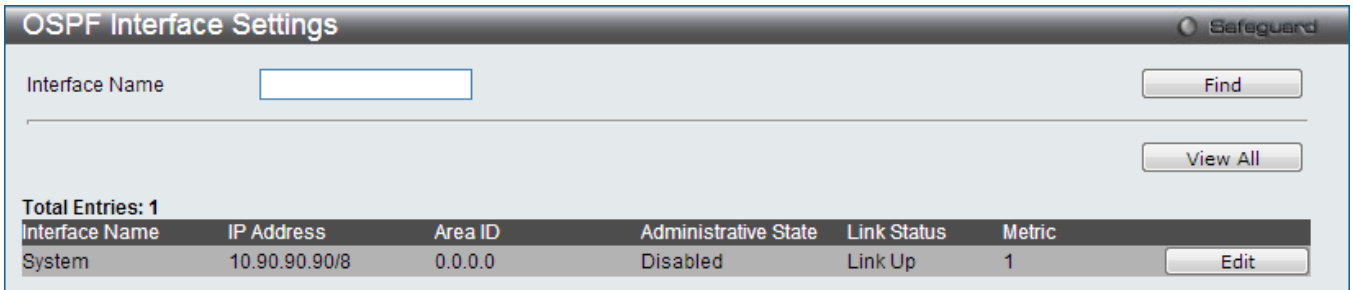 OSPF Interface Settings
Safeguard
Interface Name
Find
View All
Total Entries: 1
Interface Name IP Address Area ID Administrative State Link Status Metric
System 10.90.90.90/8 0.0.0.0 Disabled Link Up 1 Edit